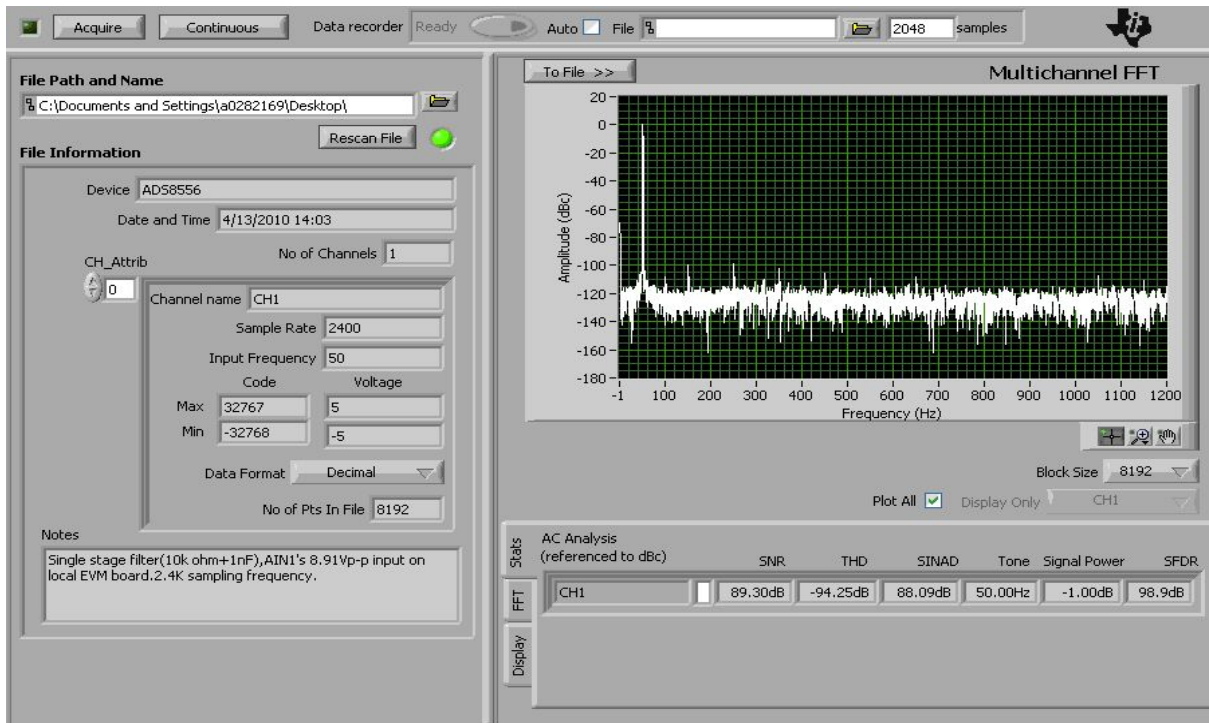 Acquire Continuous Data recorder Ready Auto File 2048 samples
File Path and Name
C:\Documents and Settings\a0282169\Desktop\
Rescan File
File Information
Device ADS8556
Date and Time 4/13/2010 14:03
No of Channels 1
CH_Attrib
0
Channel name CH1
Sample Rate 2400
Input Frequency 50
Code Voltage
Max 32767 5
Min -32768 -5
Data Format Decimal
No of Pts In File 8192
Notes
Single stage filter(10k ohm+1nF),AIN1's 8.91Vp-p input on
local EVM board.2.4K sampling frequency.
To File >> Multichannel FFT
20
0
-20
-40
-60
-80
-100
-120
-140
-160
-180
Amplitude (dBc)
-1 100 200 300 400 500 600 700 800 900 1000 1100 1200
Frequency (Hz)
Block Size 8192
Plot All Display Only CH1
Stats
FFT
Display
AC Analysis
(referenced to dBc) SNR THD SINAD Tone Signal Power SFDR
CH1 89.30dB -94.25dB 88.09dB 50.00Hz -1.00dB 98.9dB